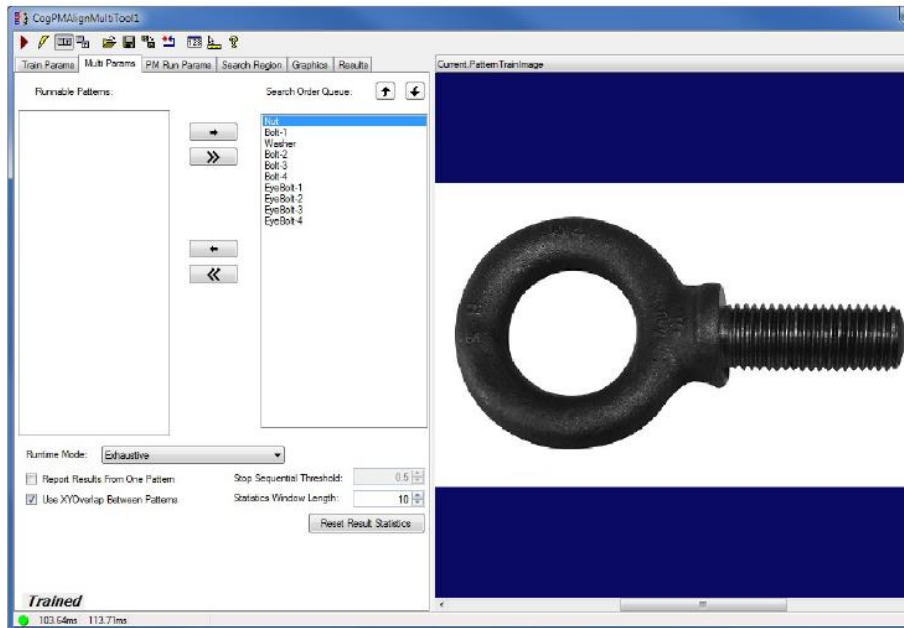 CogPMAlignMultiTool1
Train Params Multi Params PM Run Params Search Region Graphics Results
Current.PatternTrainImage
Runnable Patterns:
Search Order Queue:
Nut
Bolt-1
Washer
Bolt-2
Bolt-3
Bolt-4
EyeBolt-1
EyeBolt-2
EyeBolt-3
EyeBolt-4
Runtime Mode: Exhaustive
Report Results From One Pattern Stop Sequential Threshold: 0.5
Use XYOverlap Between Patterns Statistics Window Length: 10
Reset Result Statistics
Trained
103.64ms 113.71ms